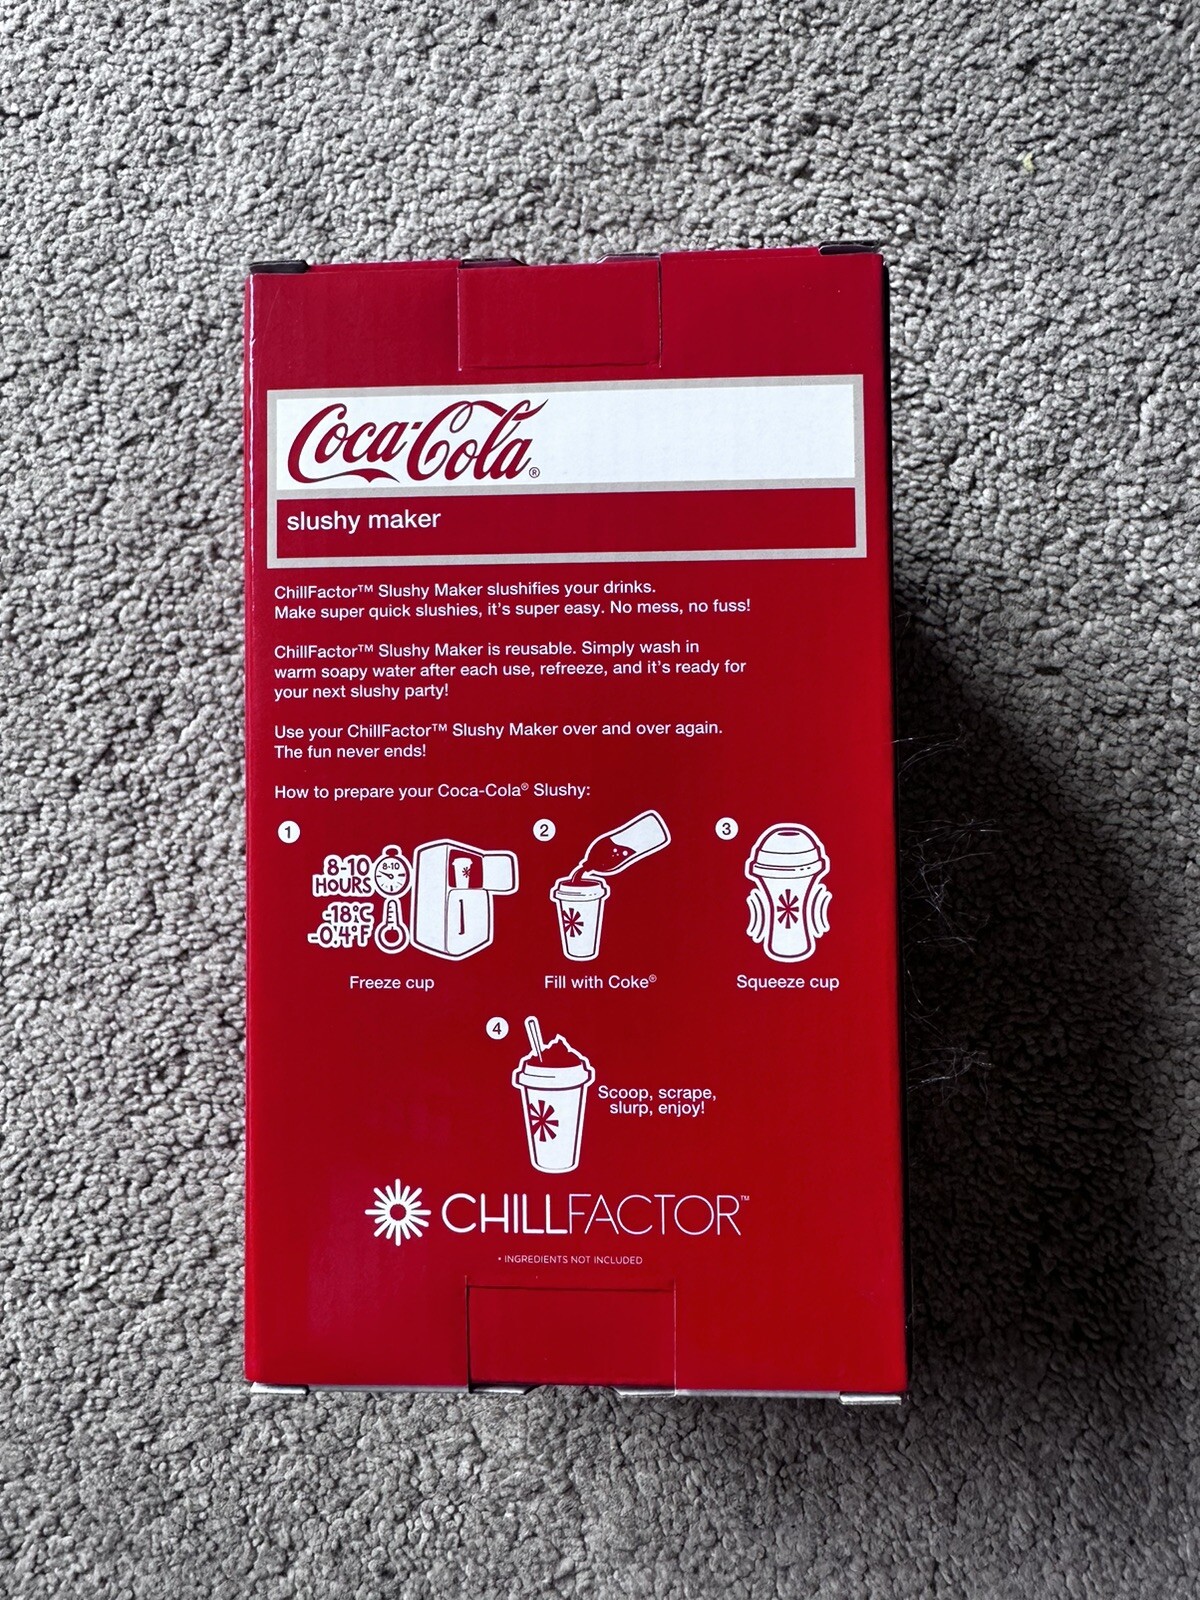 Coca-Cola®
slushy maker
ChillFactor™ Slushy Maker slushifies your drinks.
Make super quick slushies, it's super easy. No mess, no fuss!
ChillFactor™ Slushy Maker is reusable. Simply wash in
warm soapy water after each use, refreeze, and it's ready for
your next slushy party!
Use your ChillFactor™ Slushy Maker over and over again.
The fun never ends!
How to prepare your Coca-Cola® Slushy:
1
8-10
HOURS
8-10
-18°C
-0.4°F
Freeze cup
2
Fill with Coke®
3
Squeeze cup
4
Scoop, scrape,
slurp, enjoy!
CHILLFACTOR™
• INGREDIENTS NOT INCLUDED